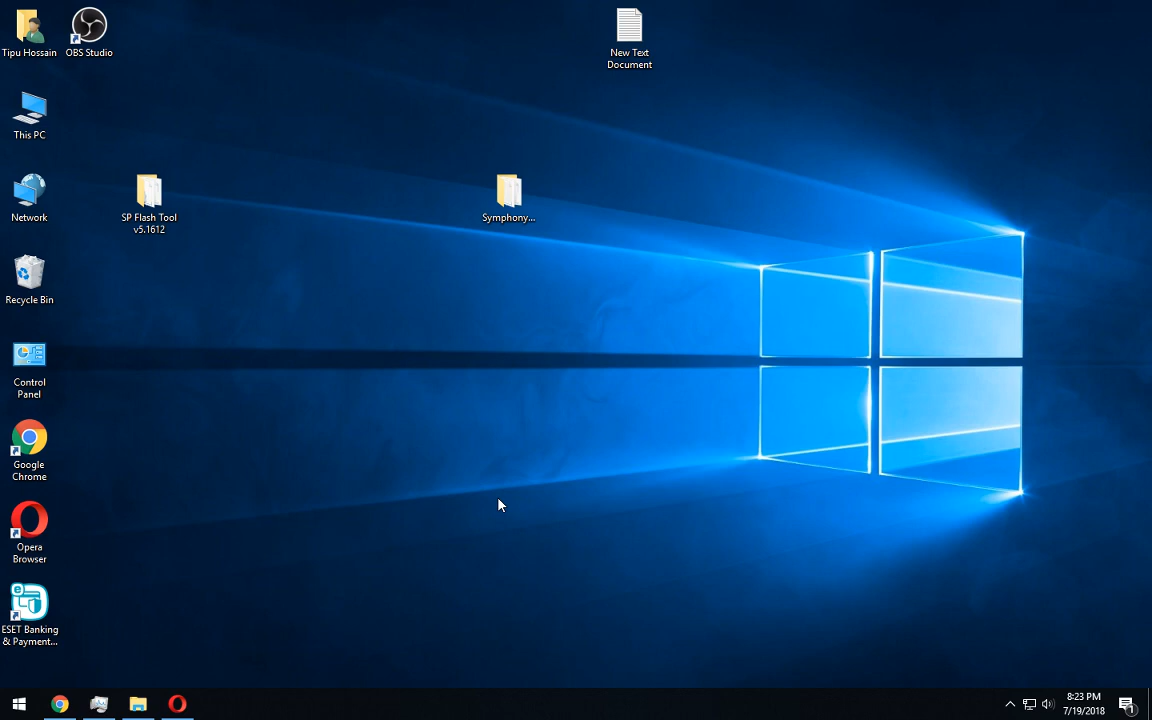 Tipu Hossain
OBS Studio
New Text
Document
This PC
Network
SP Flash Tool
v5.1612
Symphony...
Recycle Bin
Control
Panel
Google
Chrome
Opera
Browser
ESET Banking
& Payment...
8:23 PM
7/19/2018
1